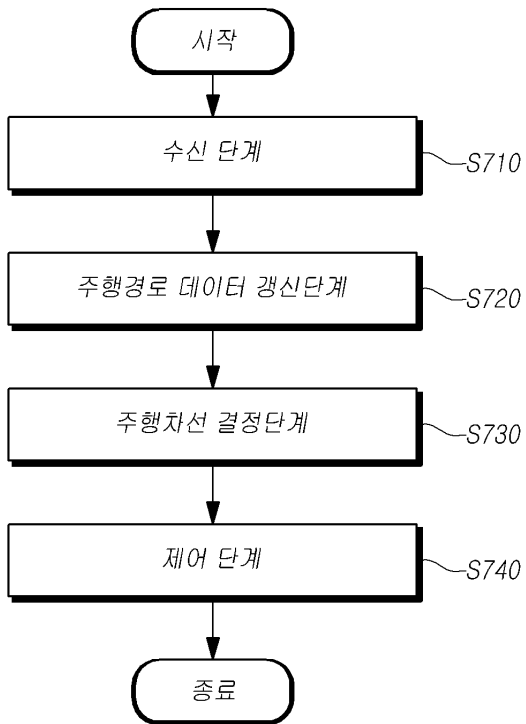 시작
수신 단계
S710
주행경로 데이터 갱신단계
S720
주행차선 결정단계
S730
제어 단계
S740
종료